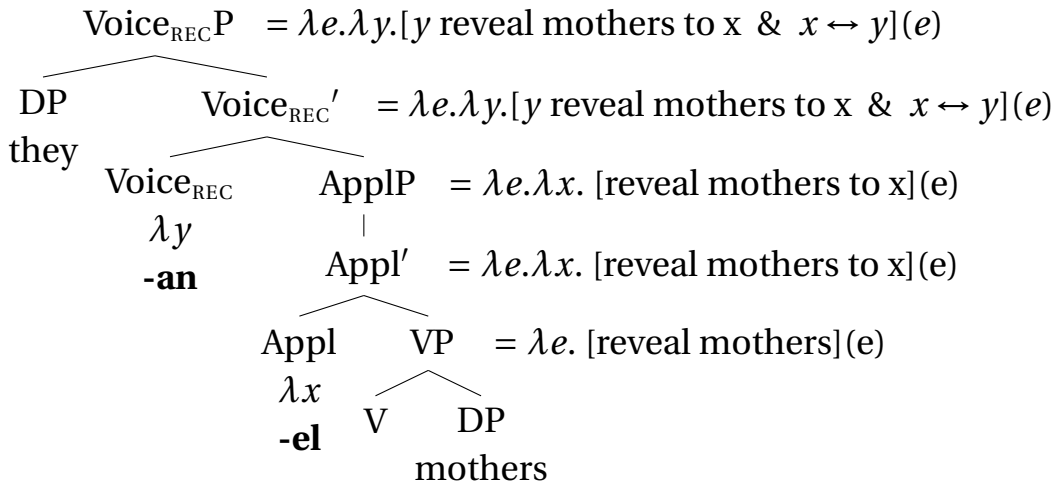 Voice_REC P = λe.λy.[y reveal mothers to x & x ↔ y](e)
DP Voice_REC′ = λe.λy.[y reveal mothers to x & x ↔ y](e)
they
Voice_REC ApplP = λe.λx. [reveal mothers to x](e)
λy
-an Appl′ = λe.λx. [reveal mothers to x](e)
Appl VP = λe. [reveal mothers](e)
λx
-el V DP
mothers